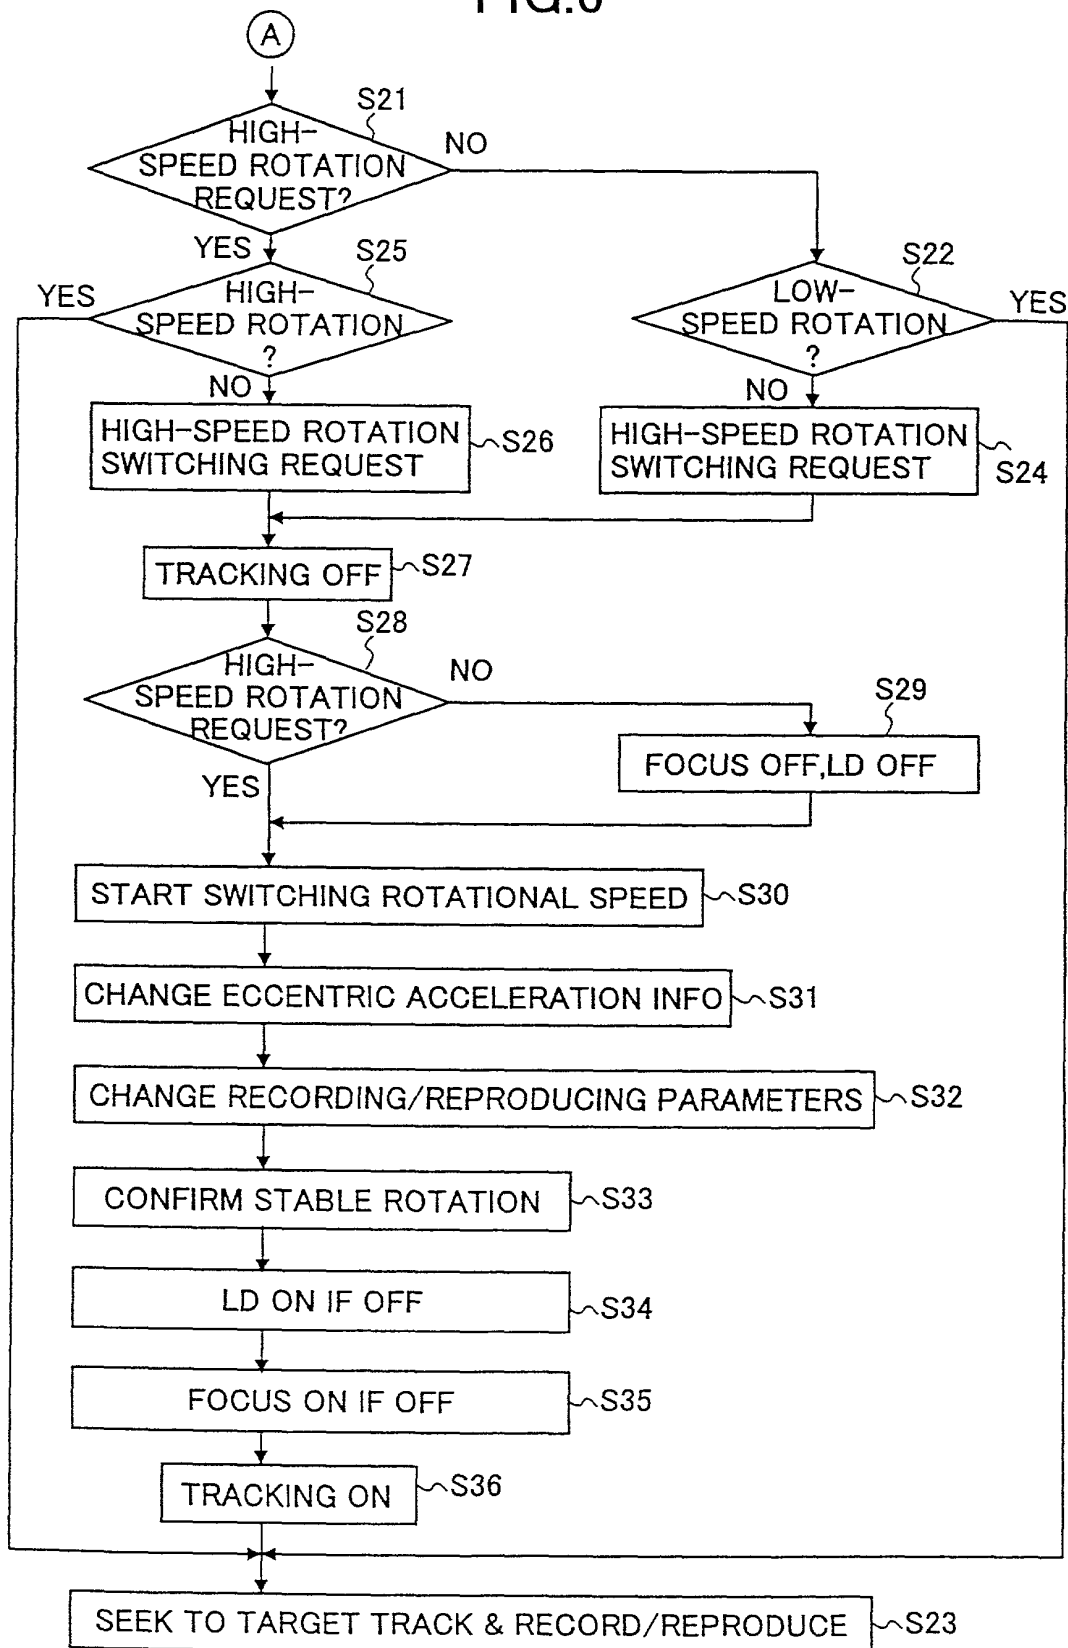 FIG.6
A
S21
HIGH-
SPEED ROTATION
REQUEST?
NO
YES
S25
HIGH-
SPEED ROTATION
?
YES
NO
S22
LOW-
SPEED ROTATION
?
YES
NO
HIGH-SPEED ROTATION
SWITCHING REQUEST
S26
HIGH-SPEED ROTATION
SWITCHING REQUEST
S24
TRACKING OFF
S27
S28
HIGH-
SPEED ROTATION
REQUEST?
NO
YES
S29
FOCUS OFF,LD OFF
START SWITCHING ROTATIONAL SPEED
S30
CHANGE ECCENTRIC ACCELERATION INFO
S31
CHANGE RECORDING/REPRODUCING PARAMETERS
S32
CONFIRM STABLE ROTATION
S33
LD ON IF OFF
S34
FOCUS ON IF OFF
S35
TRACKING ON
S36
SEEK TO TARGET TRACK & RECORD/REPRODUCE
S23